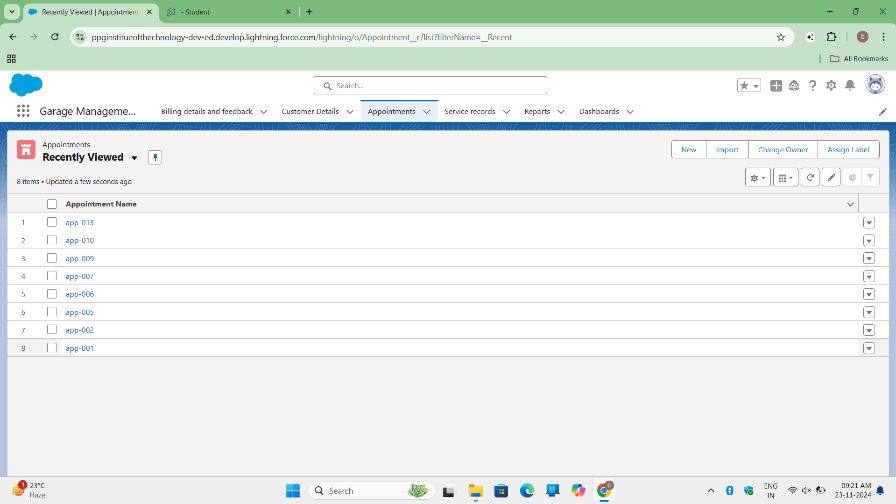 Recently Viewed | Appointment
- Student
ppginstitueofthechnology-dev-ed.develop.lightning.force.com/lightning/o/Appointment__c/list?filterName=__Recent
D
All Bookmarks
Search...
Garage Manageme...
Billing details and feedback
Customer Details
Appointments
Service records
Reports
Dashboards
Appointments
Recently Viewed
New
Import
Change Owner
Assign Label
8 items • Updated a few seconds ago
Appointment Name
1 app-013
2 app-010
3 app-009
4 app-007
5 app-006
6 app-005
7 app-002
8 app-001
1
23°C
Haze
Search
ENG
IN
09:21 AM
23-11-2024